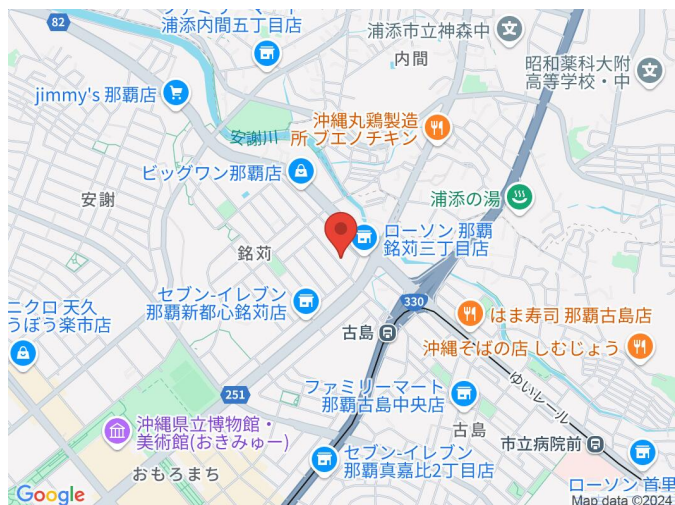 ファミリーマート
浦添内間五丁目店
82
浦添市立神森中
内間
昭和薬科大附
高等学校・中
jimmy's 那覇店
沖縄丸鶏製造
所 ブエノチキン
安謝川
ビッグワン那覇店
安謝
浦添の湯
ローソン 那覇
銘苅三丁目店
銘苅
セブン-イレブン
那覇新都心銘苅店
330
はま寿司 那覇古島店
ニクロ 天久
うぼう楽市店
古島
沖縄そばの店 しむじょう
251
ファミリーマート
那覇古島中央店
ゆいレール
沖縄県立博物館・
美術館(おきみゅー)
古島
市立病院前
おもろまち
セブン-イレブン
那覇真嘉比2丁目店
ローソン 首里
Google
Map data ©2024